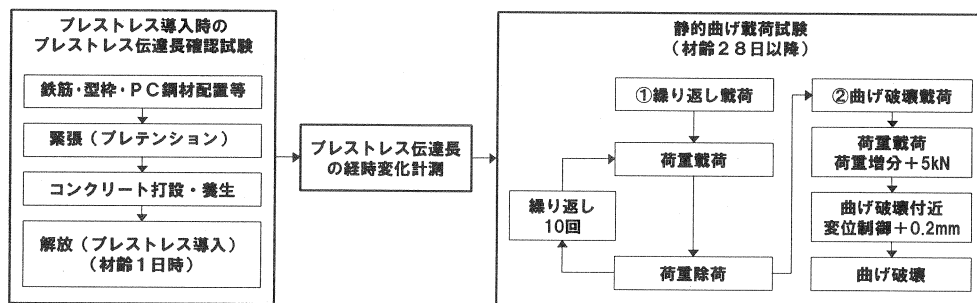 プレストレス導入時の
プレストレス伝達長確認試験
鉄筋・型枠・PC鋼材配置等
緊張（プレテンション）
コンクリート打設・養生
解放（プレストレス導入）
（材齢1日時）
プレストレス伝達長
の経時変化計測
静的曲げ載荷試験
（材齢28日以降）
①繰り返し載荷
荷重載荷
繰り返し
10回
荷重除荷
②曲げ破壊載荷
荷重載荷
荷重増分＋5kN
曲げ破壊付近
変位制御＋0.2mm
曲げ破壊